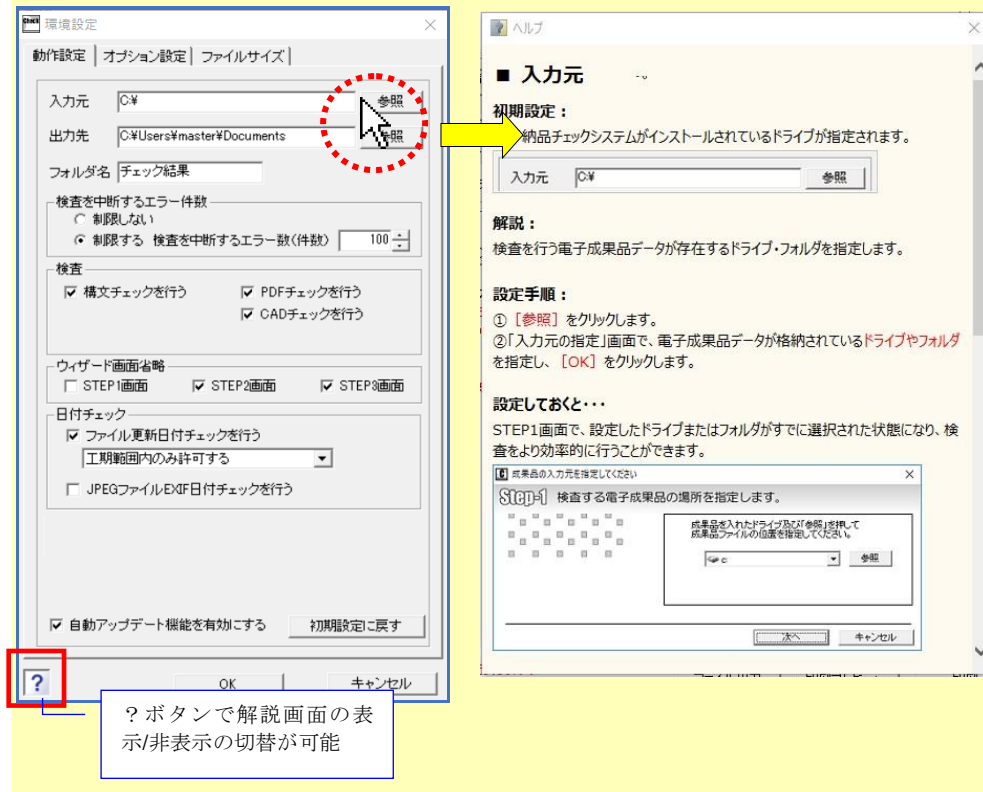 Check 環境設定
動作設定 オプション設定 ファイルサイズ
入力元 C:¥ 参照
出力先 C:¥Users¥master¥Documents 参照
フォルダ名 チェック結果
検査を中断するエラー件数
制限しない
制限する 検査を中断するエラー数(件数) 100
検査
構文チェックを行う PDFチェックを行う
CADチェックを行う
ウィザード画面省略
STEP1画面 STEP2画面 STEP3画面
日付チェック
ファイル更新日付チェックを行う
工期範囲内のみ許可する
JPEGファイルEXIF日付チェックを行う
自動アップデート機能を有効にする 初期設定に戻す
?
OK キャンセル
?ボタンで解説画面の表
示/非表示の切替が可能
ヘルプ
■ 入力元
初期設定:
納品チェックシステムがインストールされているドライブが指定されます。
入力元 C:¥ 参照
解説:
検査を行う電子成果品データが存在するドライブ・フォルダを指定します。
設定手順:
① [参照] をクリックします。
②「入力元の指定」画面で、電子成果品データが格納されているドライブやフォルダ
を指定し、 [OK] をクリックします。
設定しておくと・・・
STEP1画面で、設定したドライブまたはフォルダがすでに選択された状態になり、検
査をより効率的に行うことができます。
成果品の入力元を指定してください
Step-1 検査する電子成果品の場所を指定します。
成果品を入れたドライブ及び「参照」を押して
成果品ファイルの位置を指定してください。
c: 参照
次へ キャンセル